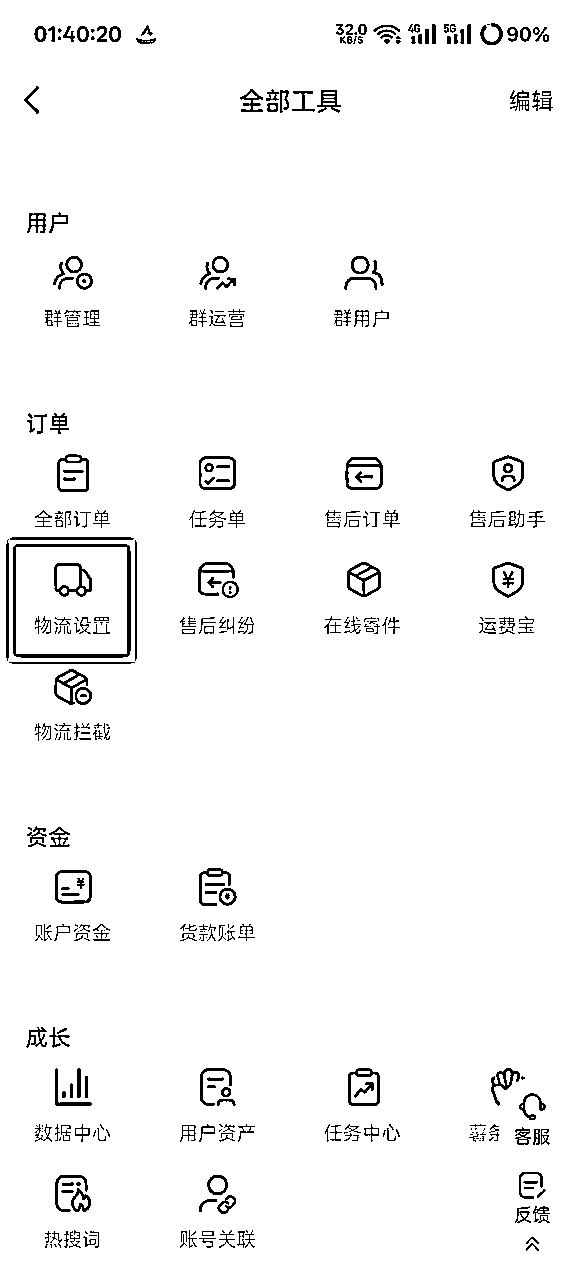 01:40:20 32.0 KB/S 4G 5G 90%
全部工具 编辑
用户
群管理 群运营 群用户
订单
全部订单 任务单 售后订单 售后助手
物流设置 售后纠纷 在线寄件 运费宝
物流拦截
资金
账户资金 货款账单
成长
数据中心 用户资产 任务中心 薯条 客服
反馈
热搜词 账号关联